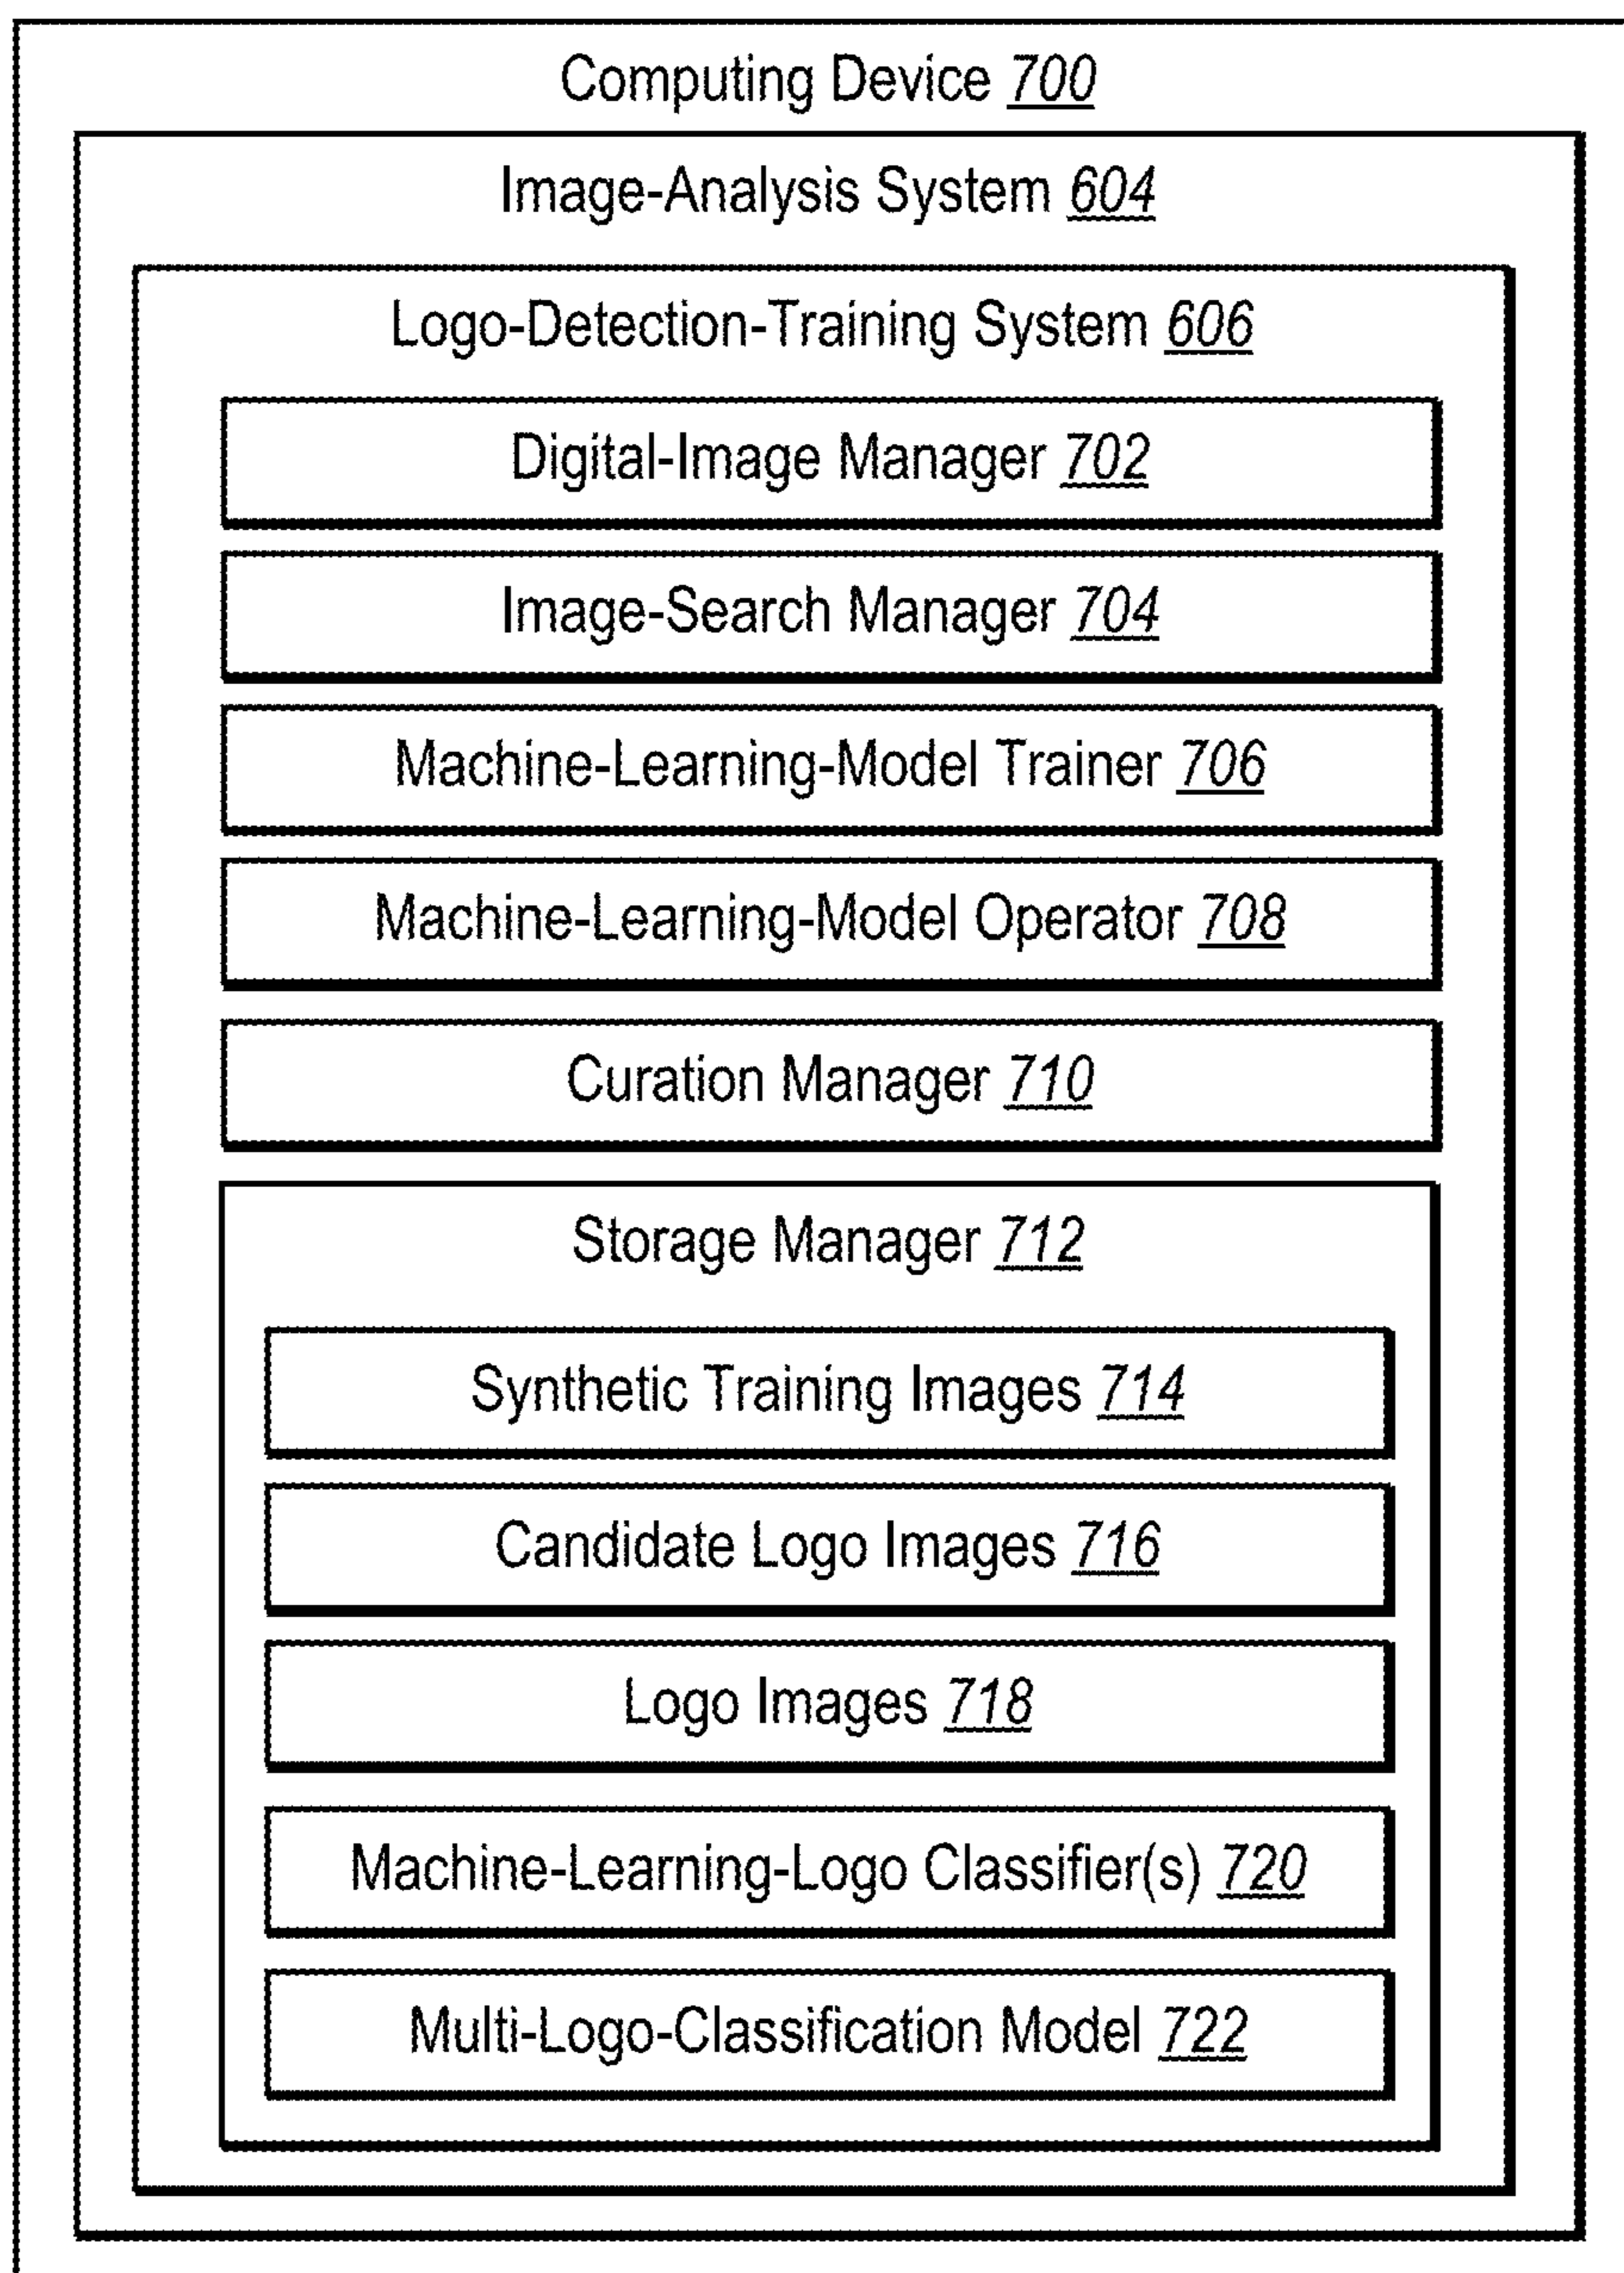 Computing Device 700
Image-Analysis System 604
Logo-Detection-Training System 606
Digital-Image Manager 702
Image-Search Manager 704
Machine-Learning-Model Trainer 706
Machine-Learning-Model Operator 708
Curation Manager 710
Storage Manager 712
Synthetic Training Images 714
Candidate Logo Images 716
Logo Images 718
Machine-Learning-Logo Classifier(s) 720
Multi-Logo-Classification Model 722